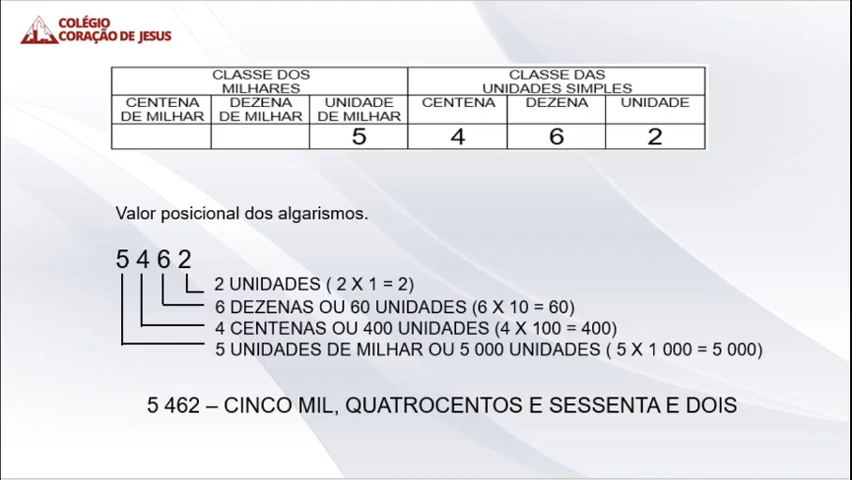 COLÉGIO
CORAÇÃO DE JESUS
CLASSE DOS MILHARES CLASSE DAS UNIDADES SIMPLES
CENTENA DE MILHAR DEZENA DE MILHAR UNIDADE DE MILHAR CENTENA DEZENA UNIDADE
5 4 6 2
Valor posicional dos algarismos.
5 4 6 2
2 UNIDADES ( 2 X 1 = 2)
6 DEZENAS OU 60 UNIDADES (6 X 10 = 60)
4 CENTENAS OU 400 UNIDADES (4 X 100 = 400)
5 UNIDADES DE MILHAR OU 5 000 UNIDADES ( 5 X 1 000 = 5 000)
5 462 – CINCO MIL, QUATROCENTOS E SESSENTA E DOIS